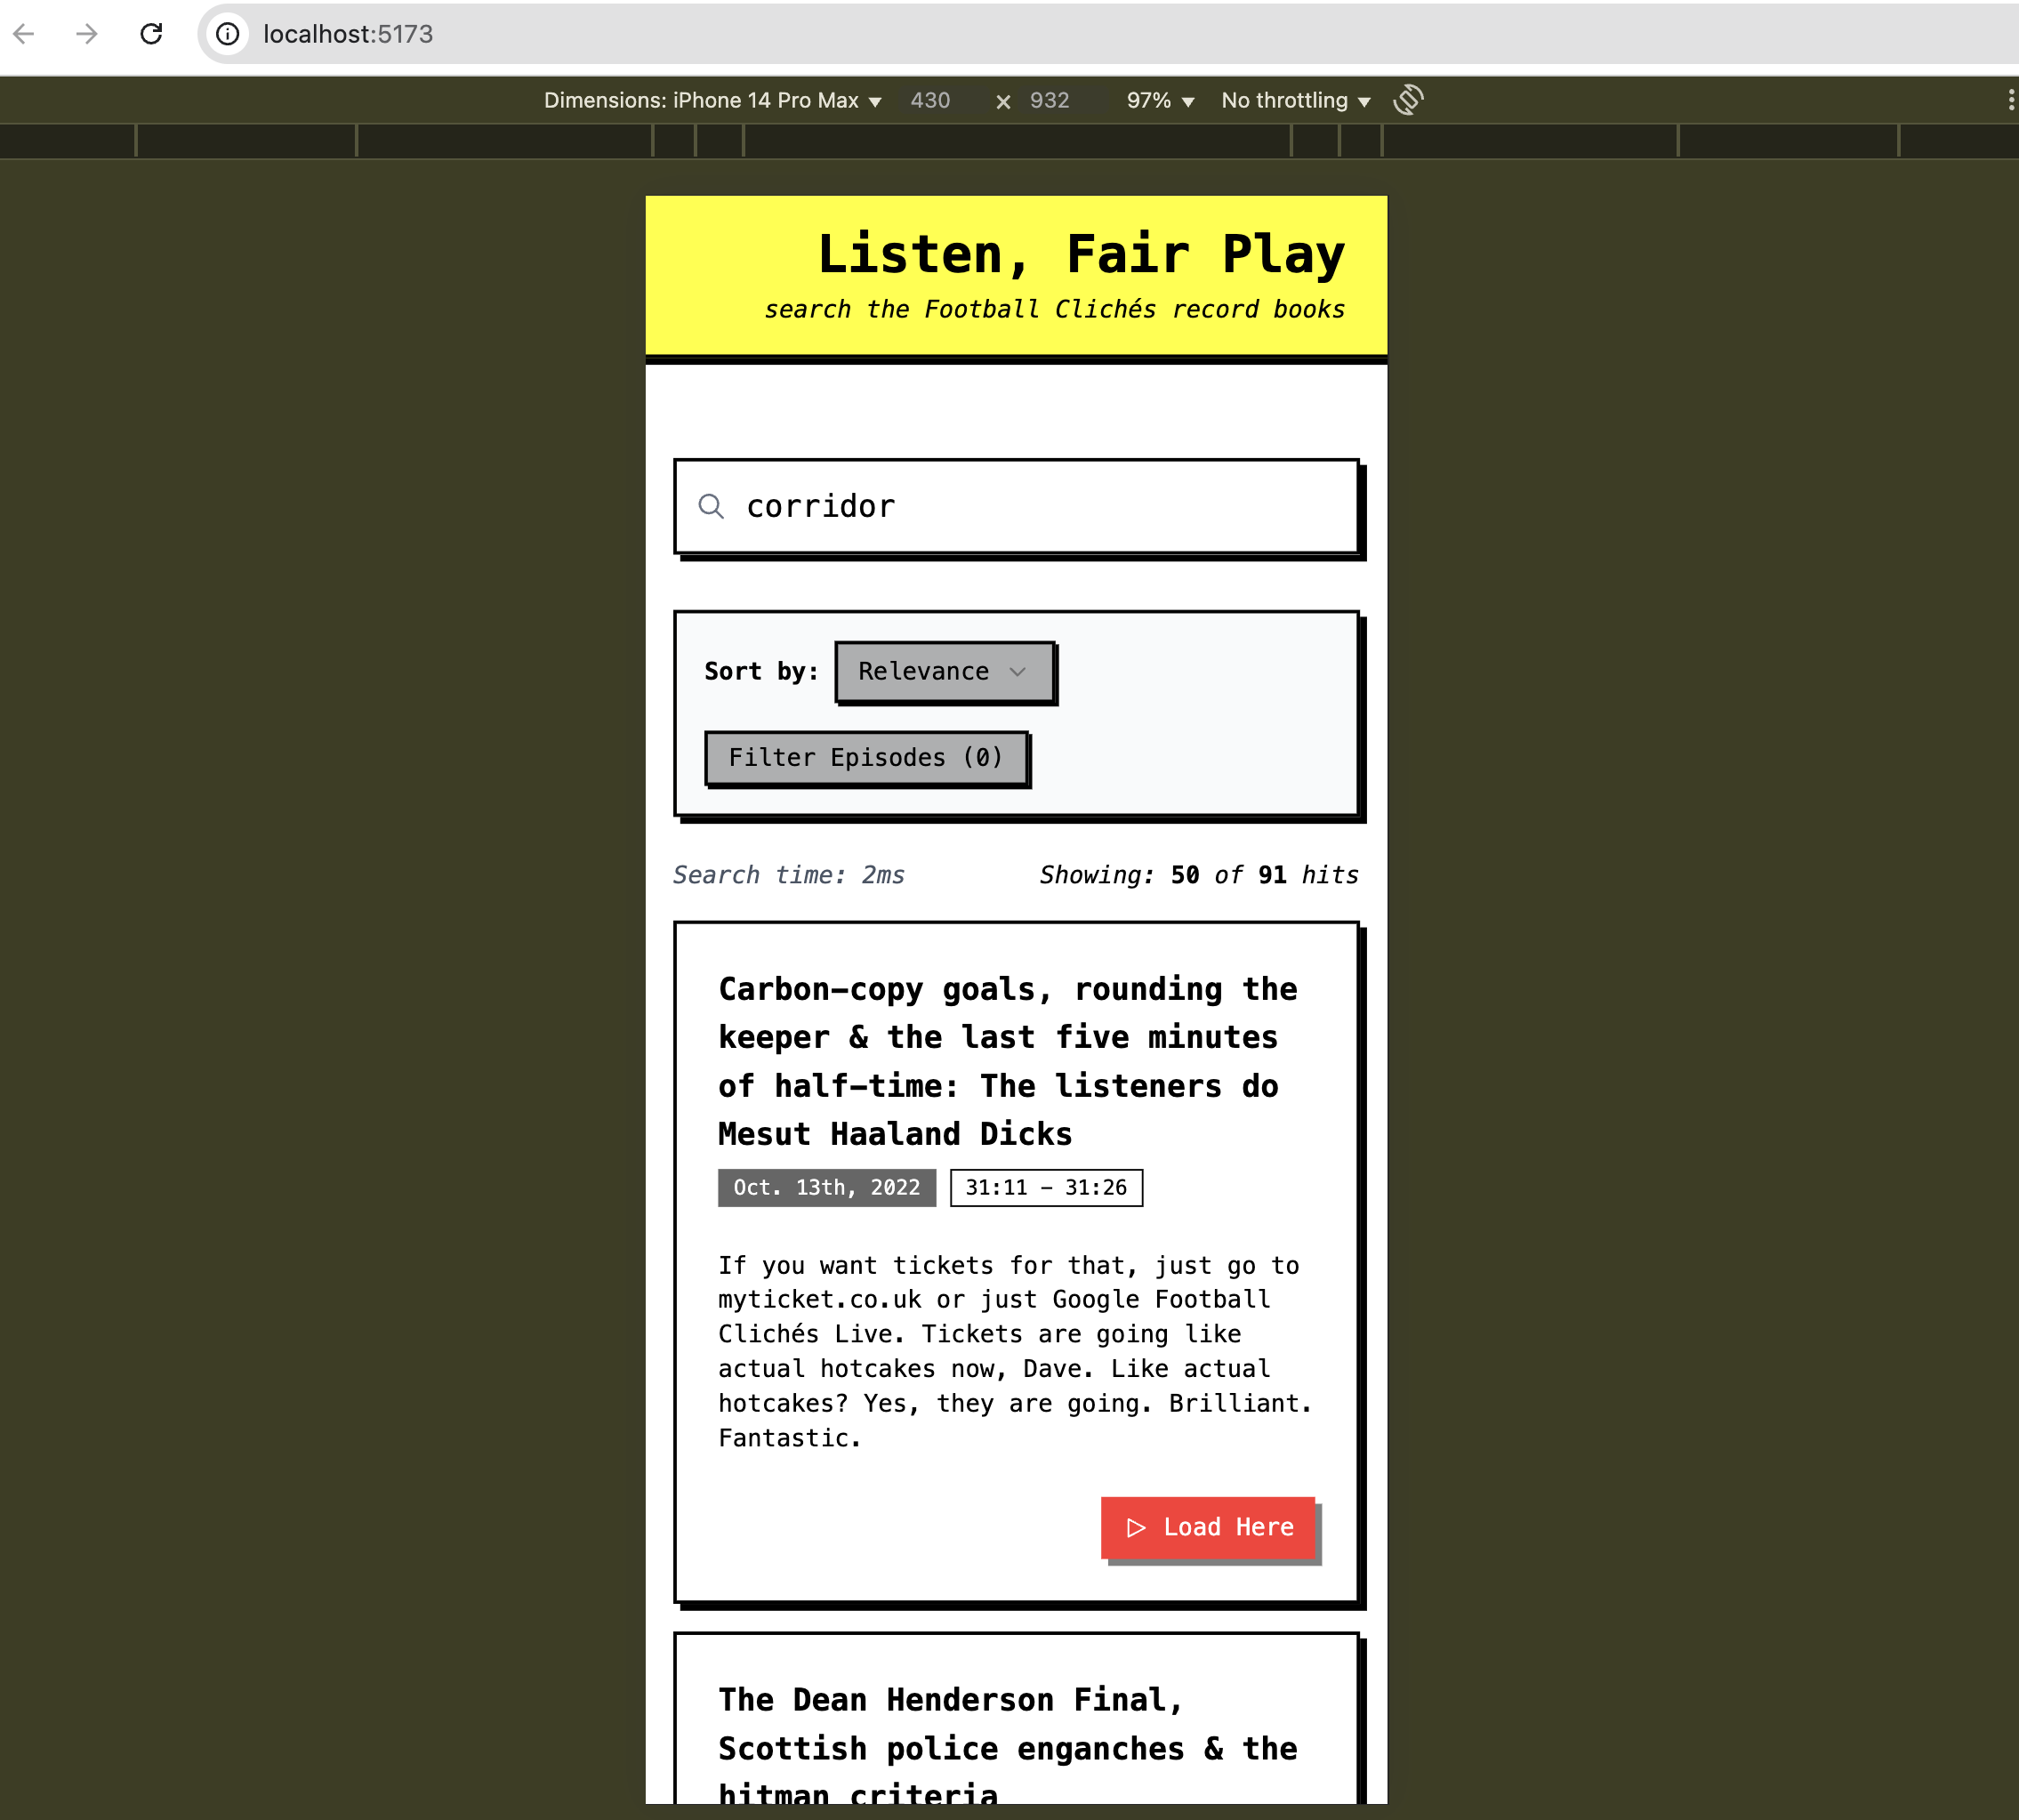 localhost:5173
Dimensions: iPhone 14 Pro Max ▼ 430 × 932 97% ▼ No throttling ▼
Listen, Fair Play
search the Football Clichés record books
corridor
Sort by: Relevance
Filter Episodes (0)
Search time: 2ms Showing: 50 of 91 hits
Carbon-copy goals, rounding the
keeper & the last five minutes
of half-time: The listeners do
Mesut Haaland Dicks
Oct. 13th, 2022 31:11 - 31:26
If you want tickets for that, just go to
myticket.co.uk or just Google Football
Clichés Live. Tickets are going like
actual hotcakes now, Dave. Like actual
hotcakes? Yes, they are going. Brilliant.
Fantastic.
Load Here
The Dean Henderson Final,
Scottish police enganches & the
hitman criteria